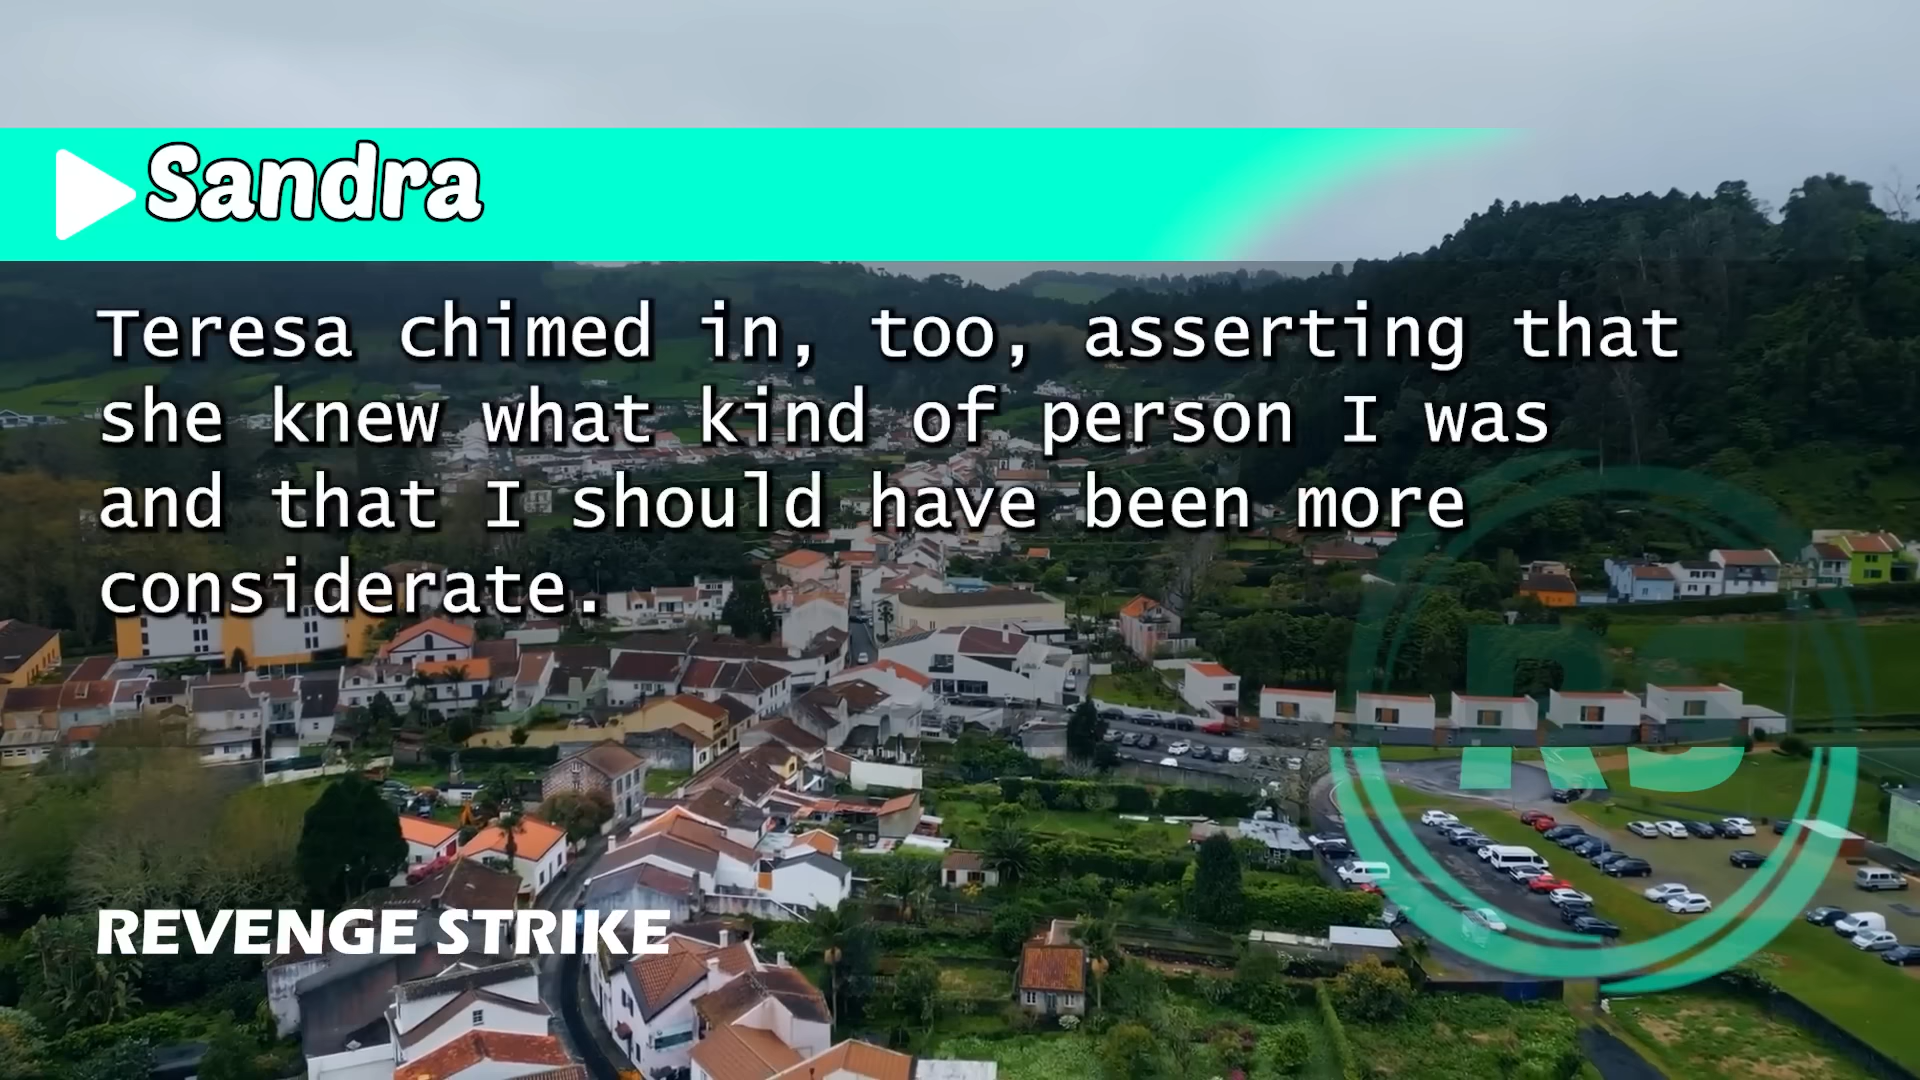 Sandra
Teresa chimed in, too, asserting that
she knew what kind of person I was
and that I should have been more
considerate.
RS
REVENGE STRIKE